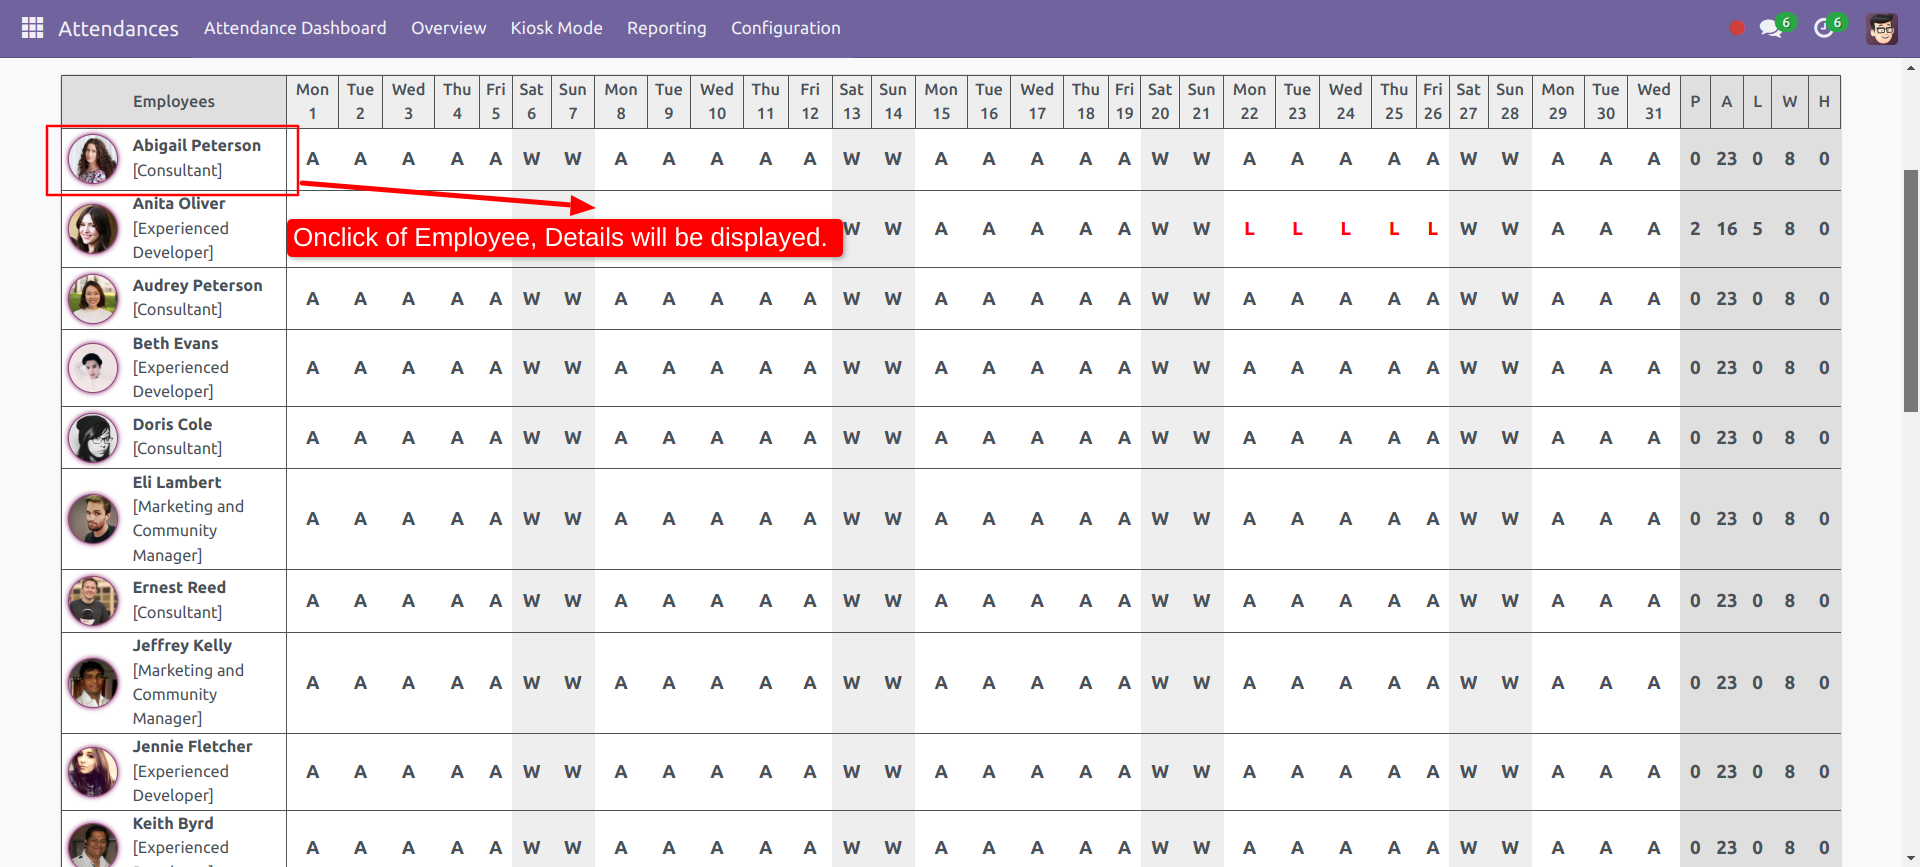 Attendances Attendance Dashboard Overview Kiosk Mode Reporting Configuration 6 6
Employees Mon 1 Tue 2 Wed 3 Thu 4 Fri 5 Sat 6 Sun 7 Mon 8 Tue 9 Wed 10 Thu 11 Fri 12 Sat 13 Sun 14 Mon 15 Tue 16 Wed 17 Thu 18 Fri 19 Sat 20 Sun 21 Mon 22 Tue 23 Wed 24 Thu 25 Fri 26 Sat 27 Sun 28 Mon 29 Tue 30 Wed 31 P A L W H
Abigail Peterson
[Consultant]
A A A A A W W A A A A A W W A A A A A W W A A A A A W W A A A 0 23 0 8 0
Anita Oliver
[Experienced
Developer]
Onclick of Employee, Details will be displayed.
W W A A A A A W W L L L L L W W A A A 2 16 5 8 0
Audrey Peterson
[Consultant]
A A A A A W W A A A A A W W A A A A A W W A A A A A W W A A A 0 23 0 8 0
Beth Evans
[Experienced
Developer]
A A A A A W W A A A A A W W A A A A A W W A A A A A W W A A A 0 23 0 8 0
Doris Cole
[Consultant]
A A A A A W W A A A A A W W A A A A A W W A A A A A W W A A A 0 23 0 8 0
Eli Lambert
[Marketing and
Community
Manager]
A A A A A W W A A A A A W W A A A A A W W A A A A A W W A A A 0 23 0 8 0
Ernest Reed
[Consultant]
A A A A A W W A A A A A W W A A A A A W W A A A A A W W A A A 0 23 0 8 0
Jeffrey Kelly
[Marketing and
Community
Manager]
A A A A A W W A A A A A W W A A A A A W W A A A A A W W A A A 0 23 0 8 0
Jennie Fletcher
[Experienced
Developer]
A A A A A W W A A A A A W W A A A A A W W A A A A A W W A A A 0 23 0 8 0
Keith Byrd
[Experienced
A A A A A W W A A A A A W W A A A A A W W A A A A A W W A A A 0 23 0 8 0